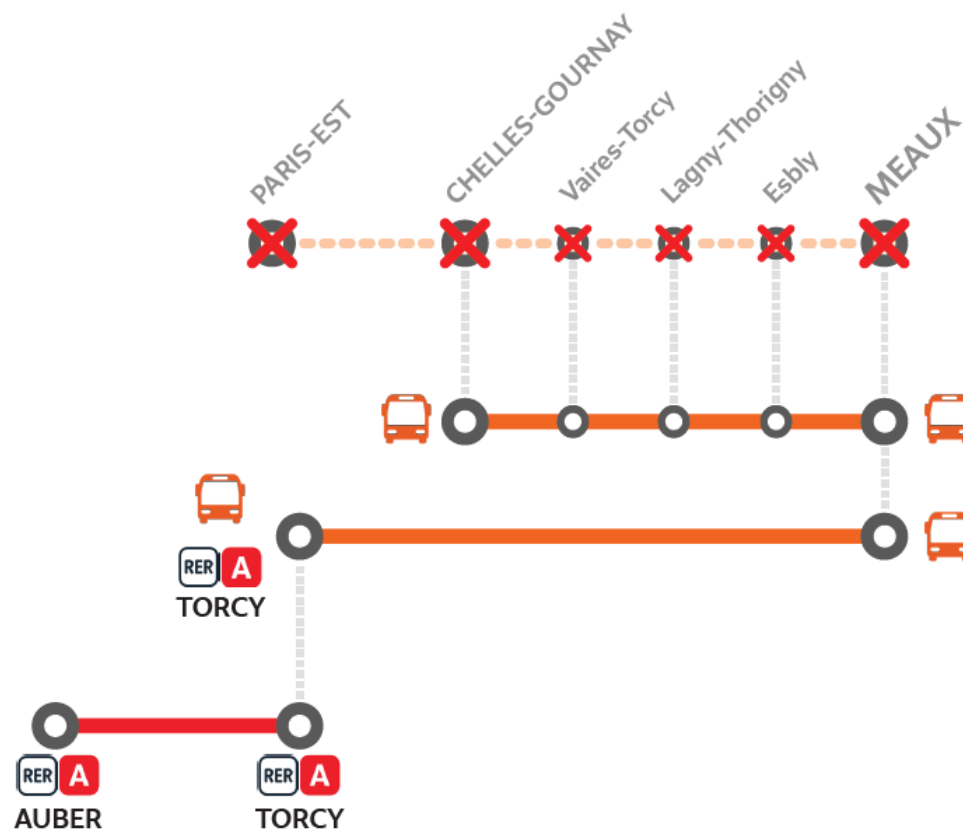 PARIS-EST
CHELLES-GOURNAY
Vaires-Torcy
Lagny-Thorigny
Esbly
MEAUX
RER A
TORCY
RER A
AUBER
RER A
TORCY